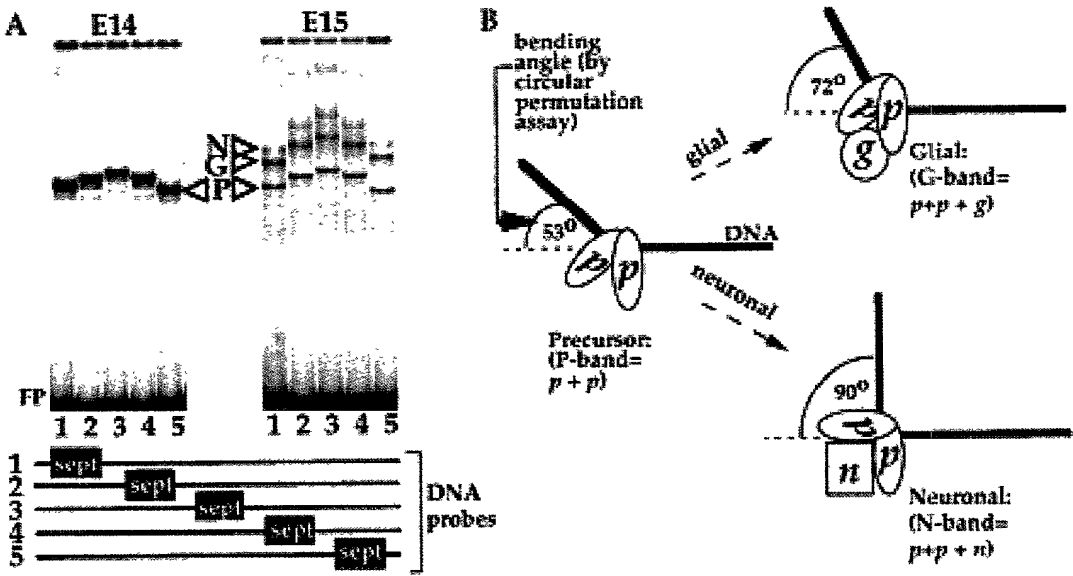 A
E14
E15
N
G
P
FP
1 2 3 4 5
1 2 3 4 5
1 sept
2 sept
3 sept
4 sept
5 sept
DNA
probes
B
bending
angle (by
circular
permutation
assay)
53°
p p
DNA
Precursor:
(P-band=
p + p)
glial
neuronal
72°
p p
g
Glial:
(G-band=
p+p + g)
90°
p
n p
Neuronal:
(N-band=
p+p + n)